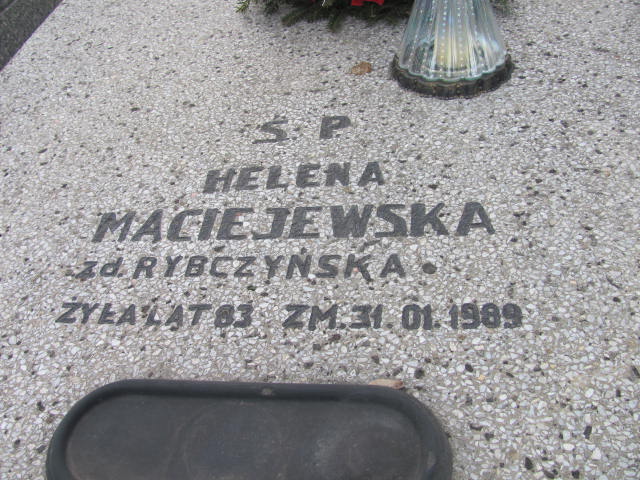 Ś P
HELENA
MACIEJEWSKA
zd. RYBCZYŃSKA
ŻYŁA LAT 83 ZM. 31.01.1989